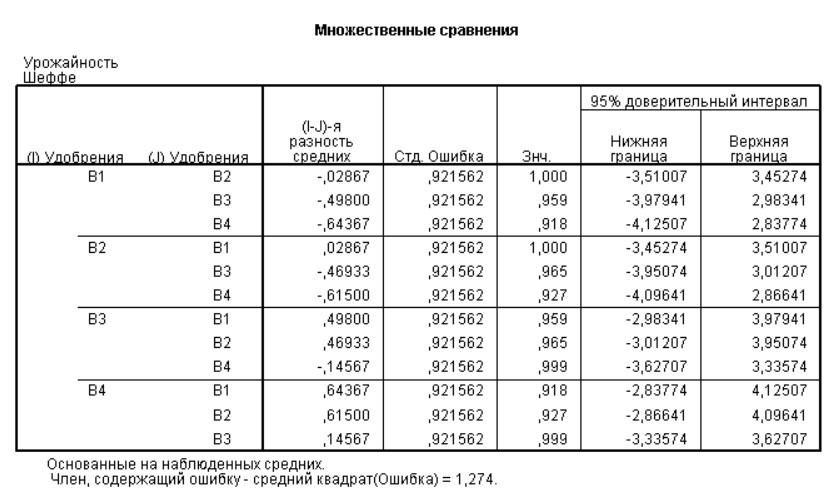 Множественные сравнения
Урожайность
Шеффе
(I) Удобрения (J) Удобрения (I-J)-я разность средних Стд. Ошибка Знч. 95% доверительный интервал Нижняя граница Верхняя граница
B1 B2 -,02867 ,921562 1,000 -3,51007 3,45274
B3 -,49800 ,921562 ,959 -3,97941 2,98341
B4 -,64367 ,921562 ,918 -4,12507 2,83774
B2 B1 ,02867 ,921562 1,000 -3,45274 3,51007
B3 -,46933 ,921562 ,965 -3,95074 3,01207
B4 -,61500 ,921562 ,927 -4,09641 2,86641
B3 B1 ,49800 ,921562 ,959 -2,98341 3,97941
B2 ,46933 ,921562 ,965 -3,01207 3,95074
B4 -,14567 ,921562 ,999 -3,62707 3,33574
B4 B1 ,64367 ,921562 ,918 -2,83774 4,12507
B2 ,61500 ,921562 ,927 -2,86641 4,09641
B3 ,14567 ,921562 ,999 -3,33574 3,62707
Основанные на наблюденных средних.
Член, содержащий ошибку - средний квадрат(Ошибка) = 1,274.